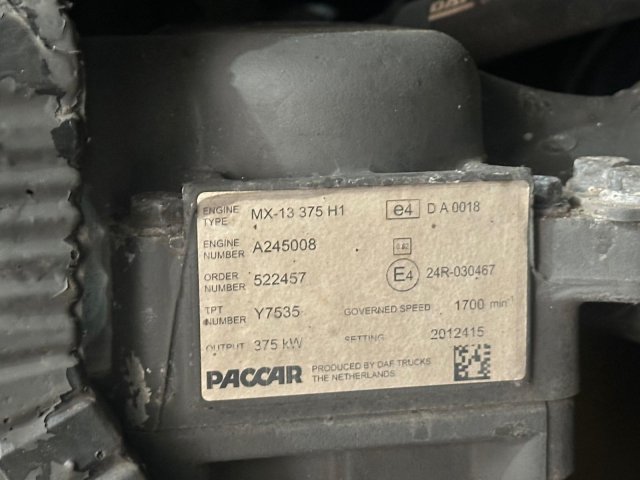 ENGINE TYPE MX-13 375 H1 e4 D A 0018
ENGINE NUMBER A245008
ORDER NUMBER 522457 E4 24R-030467
TPT NUMBER Y7535 GOVERNED SPEED 1700 min⁻¹
OUTPUT 375 kW SETTING 2012415
PACCAR PRODUCED BY DAF TRUCKS
THE NETHERLANDS